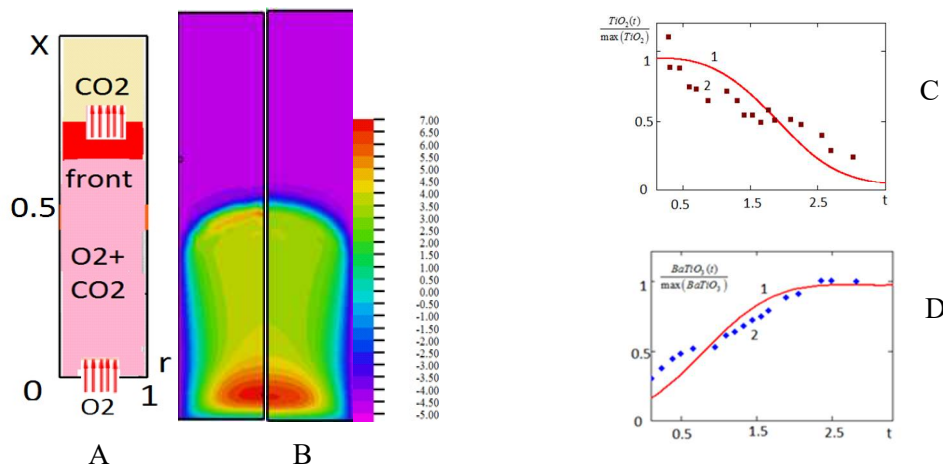 X
CO2
front
0.5
O2+
CO2
r
0
O2
1
A
7.00
6.50
6.00
5.50
5.00
4.50
4.00
3.50
3.00
2.50
2.00
1.50
1.00
0.50
0.00
-0.50
-1.00
-1.50
-2.00
-2.50
-3.00
-3.50
-4.00
-4.50
-5.00
B
TiO₂(t)
max(TiO₂)
1
1
2
0.5
0
0.5
1.5
2.5
t
C
BaTiO₃(t)
max(BaTiO₃)
1
1
2
0.5
0
0.5
1.5
2.5
t
D